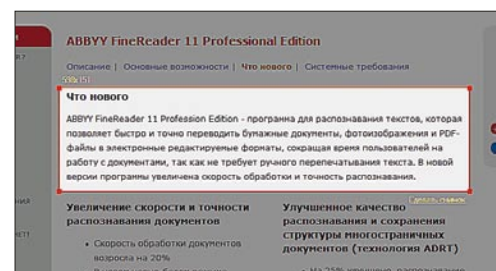 ABBYY FineReader 11 Professional Edition
Описание | Основные возможности | Что нового | Системные требования
Что нового
ABBYY FineReader 11 Profession Edition - программа для распознавания текстов, которая
позволяет быстро и точно переводить бумажные документы, фотоизображения и PDF-
файлы в электронные редактируемые форматы, сокращая время пользователей на
работу с документами, так как не требует ручного перепечатывания текста. В новой
версии программы увеличена скорость обработки и точность распознавания.
Сделать снимок
Увеличение скорости и точности
распознавания документов
• Скорость обработки документов
возросла на 20%
Улучшенное качество
распознавания и сохранения
структуры многостраничных
документов (технология ADRT)